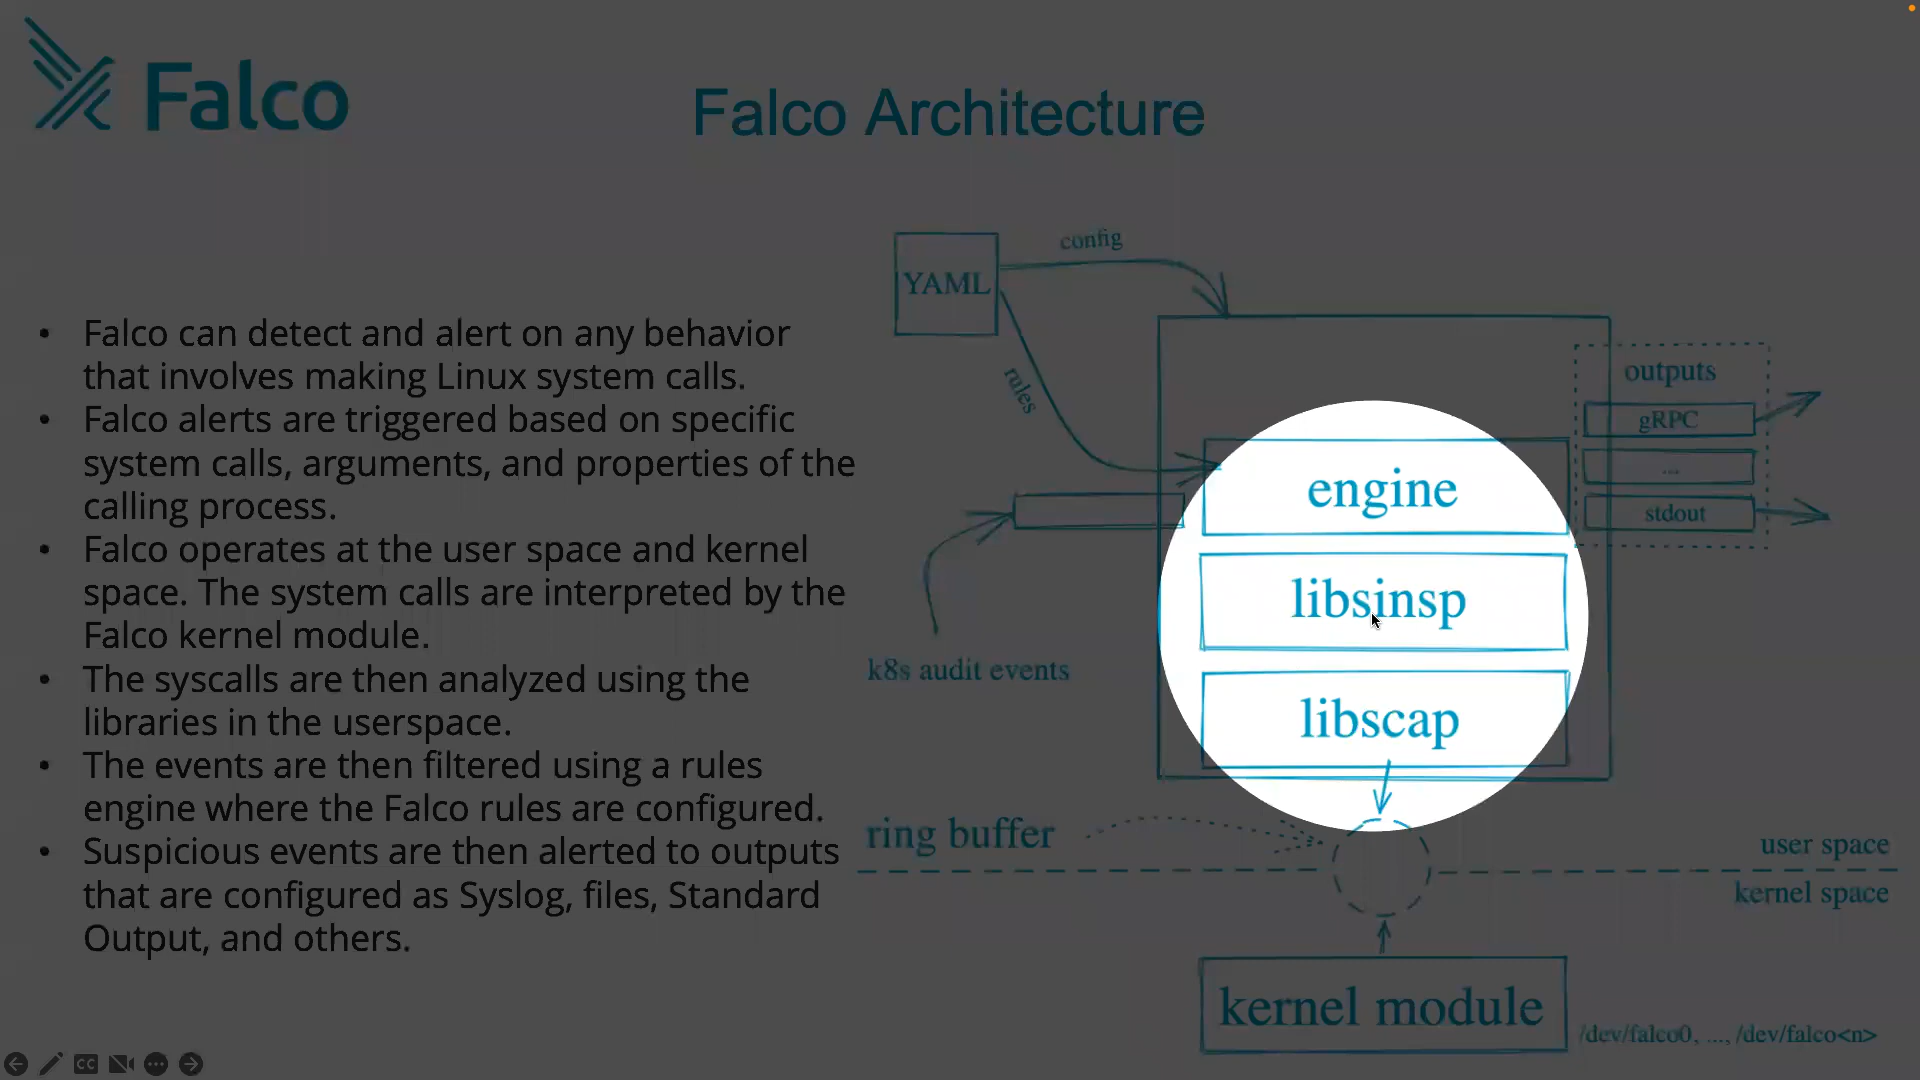 Falco
Falco Architecture
• Falco can detect and alert on any behavior
that involves making Linux system calls.
• Falco alerts are triggered based on specific
system calls, arguments, and properties of the
calling process.
• Falco operates at the user space and kernel
space. The system calls are interpreted by the
Falco kernel module.
• The syscalls are then analyzed using the
libraries in the userspace.
• The events are then filtered using a rules
engine where the Falco rules are configured.
• Suspicious events are then alerted to outputs
that are configured as Syslog, files, Standard
Output, and others.
YAML
config
rules
k8s audit events
engine
libsinsp
libscap
outputs
gRPC
...
stdout
ring buffer
user space
kernel space
kernel module
/dev/falco0, ..., /dev/falco<n>
CC